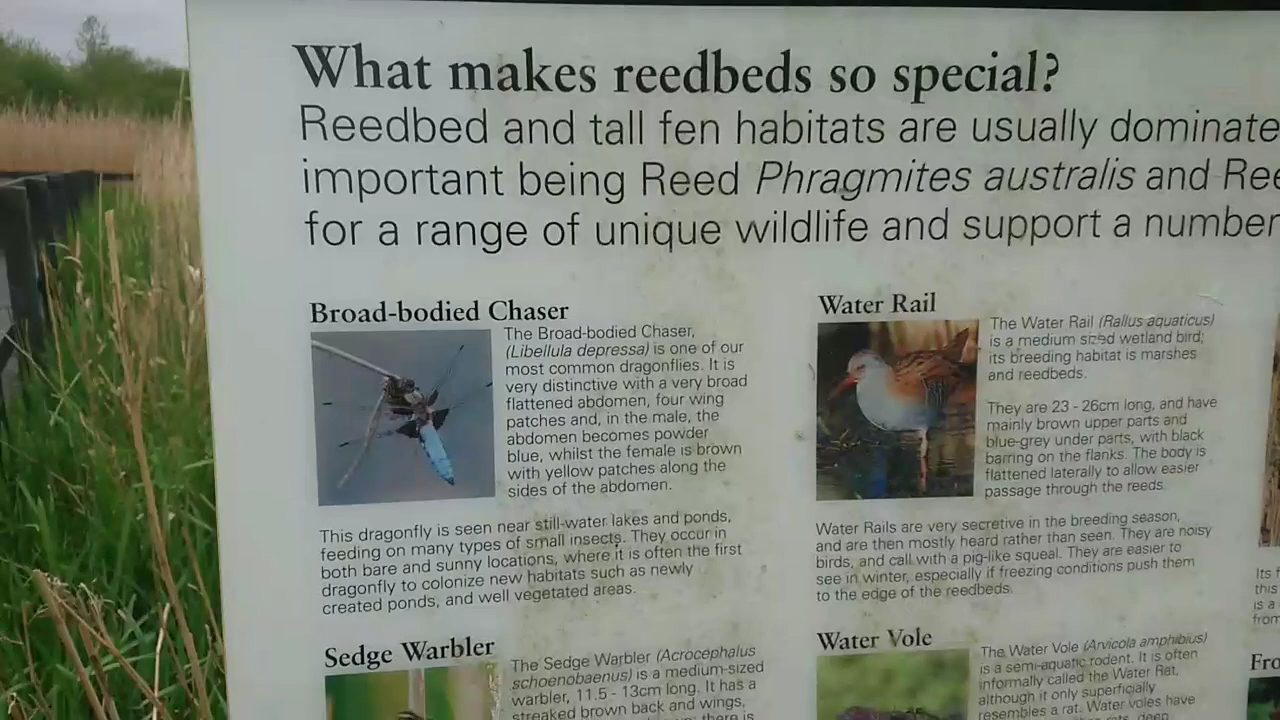 What makes reedbeds so special?
Reedbed and tall fen habitats are usually dominate
important being Reed Phragmites australis and Ree
for a range of unique wildlife and support a number
Broad-bodied Chaser
The Broad-bodied Chaser,
(Libellula depressa) is one of our
most common dragonflies. It is
very distinctive with a very broad
flattened abdomen, four wing
patches and, in the male, the
abdomen becomes powder
blue, whilst the female is brown
with yellow patches along the
sides of the abdomen.
This dragonfly is seen near still-water lakes and ponds,
feeding on many types of small insects. They occur in
both bare and sunny locations, where it is often the first
dragonfly to colonize new habitats such as newly
created ponds, and well vegetated areas.
Water Rail
The Water Rail (Rallus aquaticus)
is a medium sized wetland bird;
its breeding habitat is marshes
and reedbeds.
They are 23 - 26cm long, and have
mainly brown upper parts and
blue-grey under parts, with black
barring on the flanks. The body is
flattened laterally to allow easier
passage through the reeds.
Water Rails are very secretive in the breeding season,
and are then mostly heard rather than seen. They are noisy
birds, and call with a pig-like squeal. They are easier to
see in winter, especially if freezing conditions push them
to the edge of the reedbeds.
Its f
this
is a
from
Sedge Warbler
The Sedge Warbler (Acrocephalus
schoenobaenus) is a medium-sized
warbler, 11.5 - 13cm long. It has a
streaked brown back and wings,
there is
Water Vole
The Water Vole (Arvicola amphibius)
is a semi-aquatic rodent. It is often
informally called the Water Rat,
although it only superficially
resembles a rat. Water voles have
deep
Fro